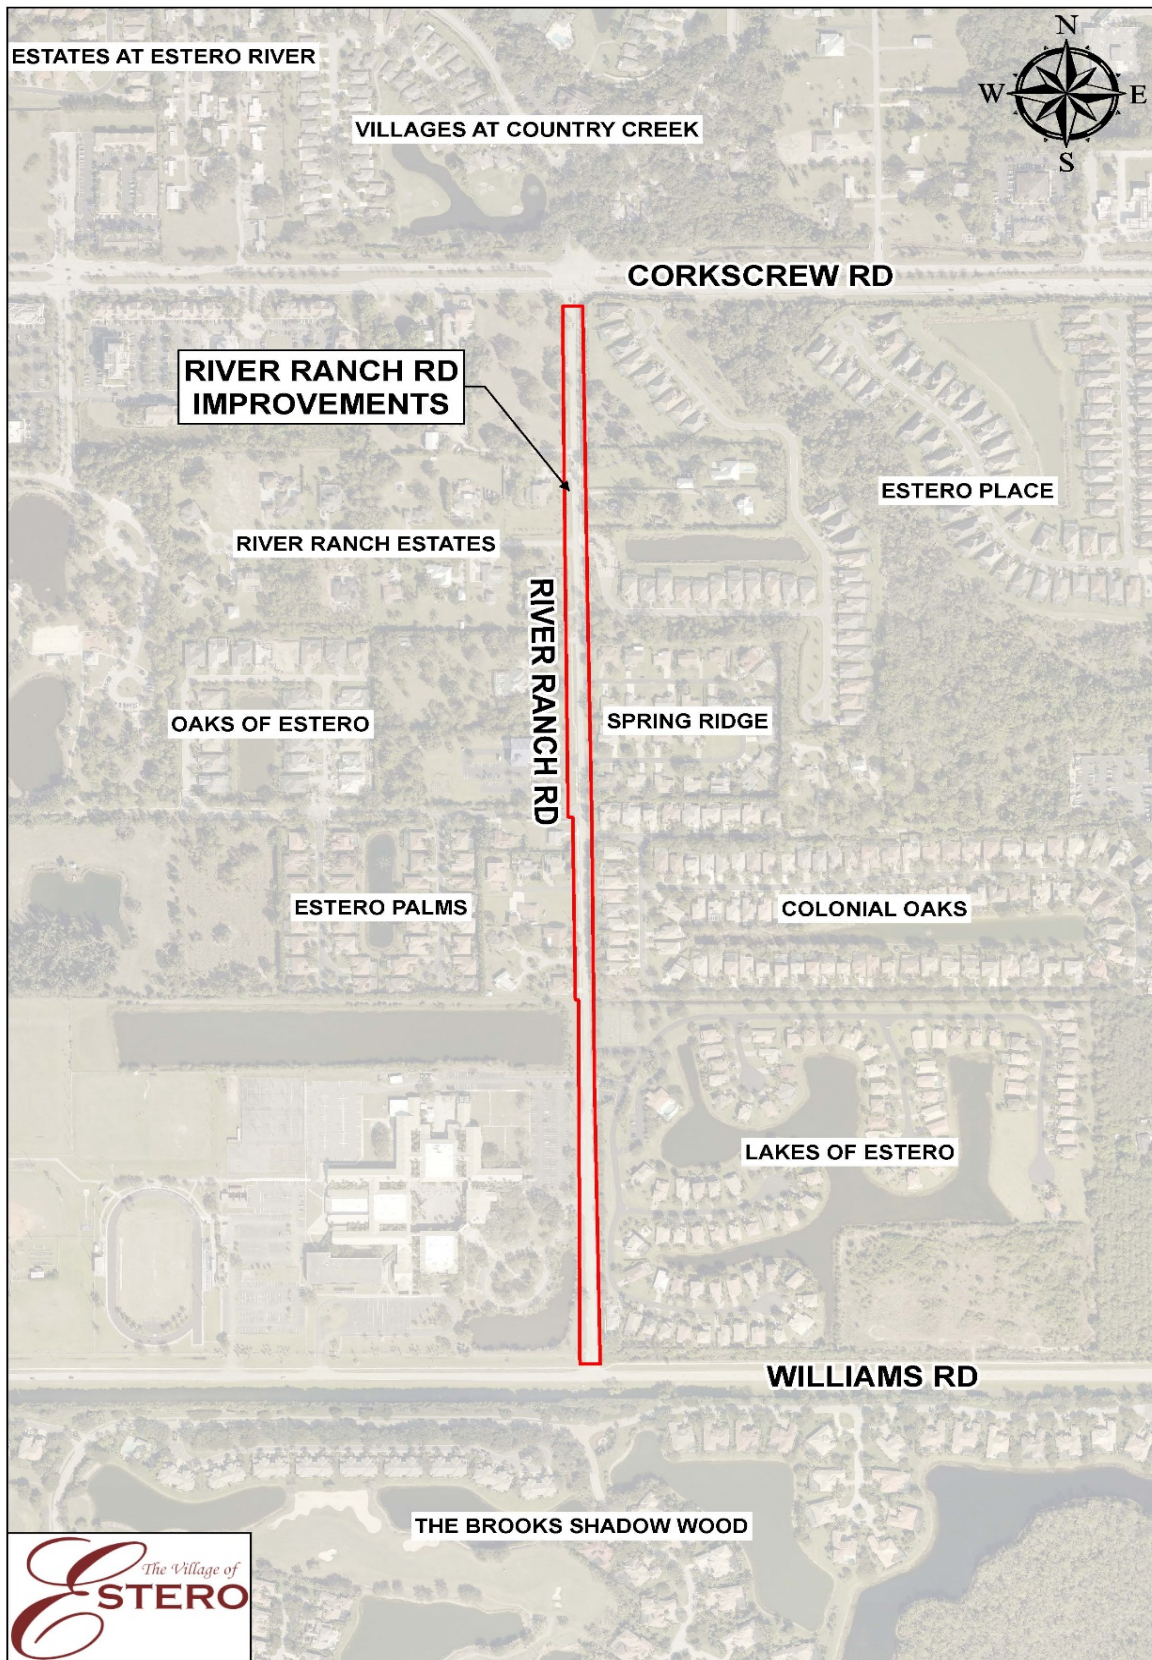 ESTATES AT ESTERO RIVER
N
W
E
S
VILLAGES AT COUNTRY CREEK
CORKSCREW RD
RIVER RANCH RD
IMPROVEMENTS
ESTERO PLACE
RIVER RANCH ESTATES
RIVER RANCH RD
OAKS OF ESTERO
SPRING RIDGE
ESTERO PALMS
COLONIAL OAKS
LAKES OF ESTERO
WILLIAMS RD
THE BROOKS SHADOW WOOD
The Village of
ESTERO